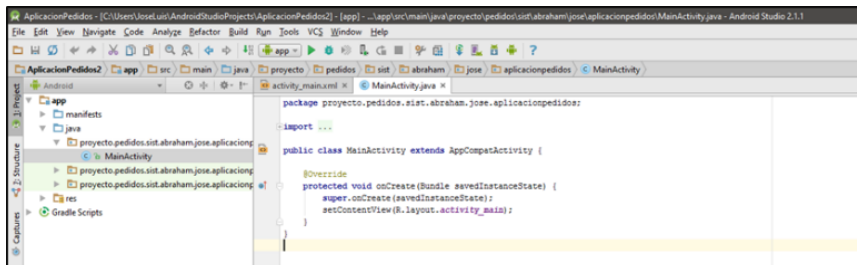 AplicacionPedidos - [C:\Users\JoseLuis\AndroidStudioProjects\AplicacionPedidos2] - [app] - ...\app\src\main\java\proyecto\pedidos\sist\abraham\jose\aplicacionpedidos\MainActivity.java - Android Studio 2.1.1
File Edit View Navigate Code Analyze Refactor Build Run Tools VCS Window Help
app
AplicacionPedidos2 app src main java proyecto pedidos sist abraham jose aplicacionpedidos MainActivity
Android
activity_main.xml MainActivity.java
1: Project
7: Structure
Captures
app
manifests
java
proyecto.pedidos.sist.abraham.jose.aplicacionp
MainActivity
proyecto.pedidos.sist.abraham.jose.aplicacionp
proyecto.pedidos.sist.abraham.jose.aplicacionp
res
Gradle Scripts
package proyecto.pedidos.sist.abraham.jose.aplicacionpedidos;
import ...
public class MainActivity extends AppCompatActivity {
@Override
protected void onCreate(Bundle savedInstanceState) {
super.onCreate(savedInstanceState);
setContentView(R.layout.activity_main);
}
}